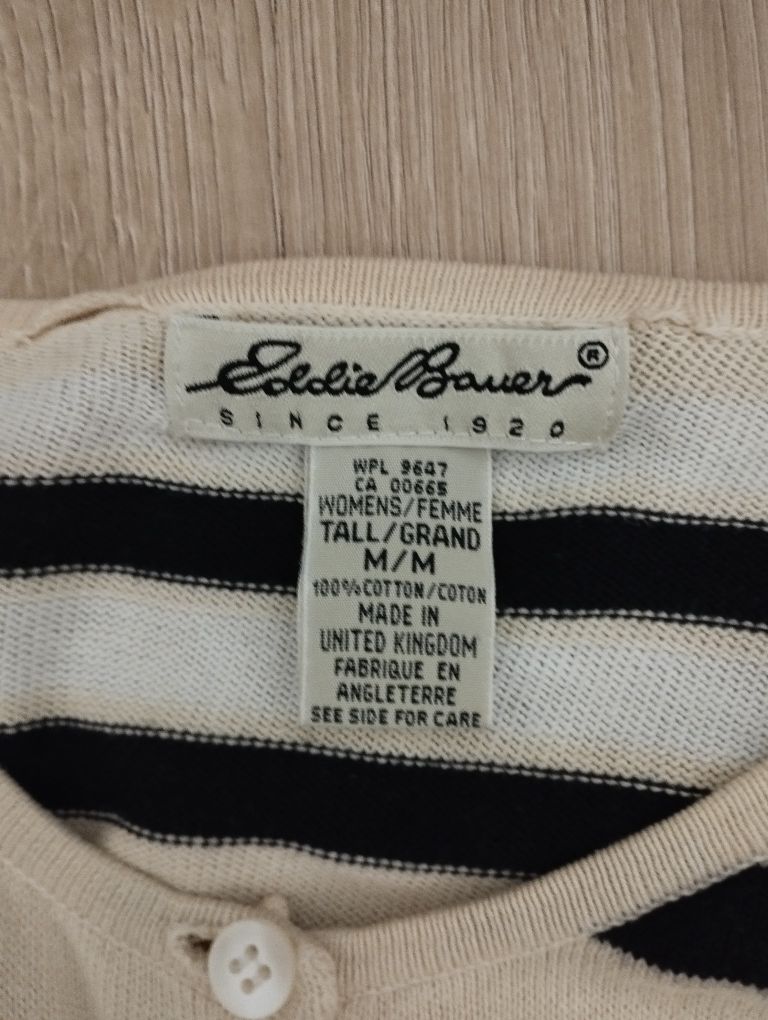 Eddie Bauer®
SINCE 1920
WPL 9647
CA 00665
WOMENS/FEMME
TALL/GRAND
M/M
100% COTTON/COTON
MADE IN
UNITED KINGDOM
FABRIQUE EN
ANGLETERRE
SEE SIDE FOR CARE